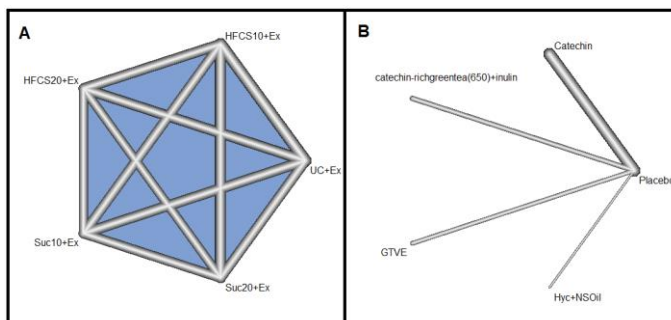 A
HFCS10+Ex
HFCS20+Ex
UC+Ex
Suc10+Ex
Suc20+Ex
B
Catechin
catechin-richgreentea(650)+inulin
Placebo
GTVE
Hyc+NSOil